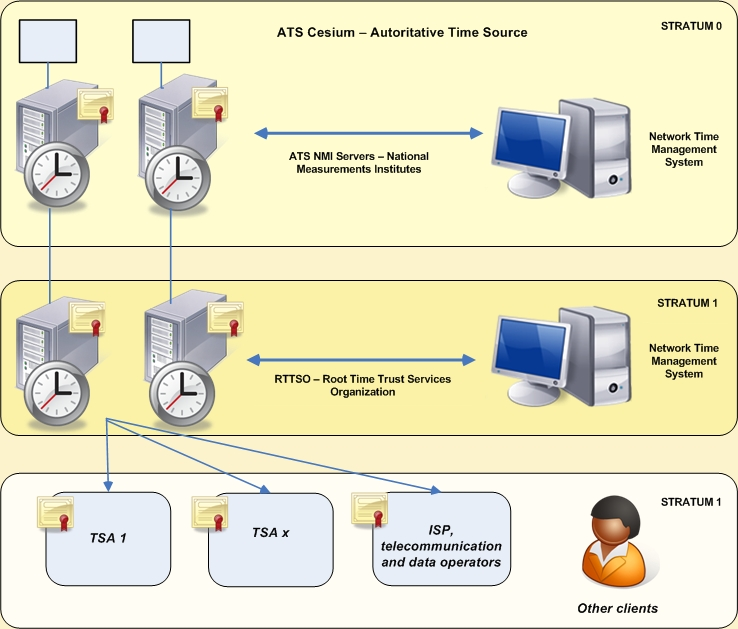 ATS Cesium – Autoritative Time Source
STRATUM 0
ATS NMI Servers – National
Measurements Institutes
Network Time
Management
System
STRATUM 1
RTTSO – Root Time Trust Services
Organization
Network Time
Management
System
STRATUM 1
TSA 1
TSA x
ISP,
telecommunication
and data operators
Other clients